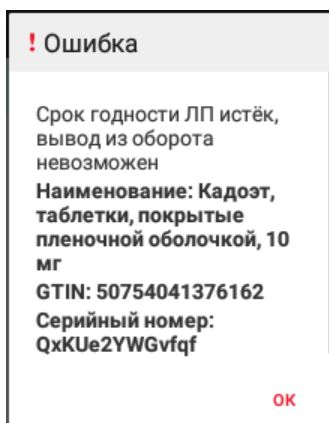 ! Ошибка
Срок годности ЛП истёк,
вывод из оборота
невозможен
Наименование: Кадоэт,
таблетки, покрытые
пленочной оболочкой, 10
мг
GTIN: 50754041376162
Серийный номер:
QxKUe2YWGvfqf
ОК